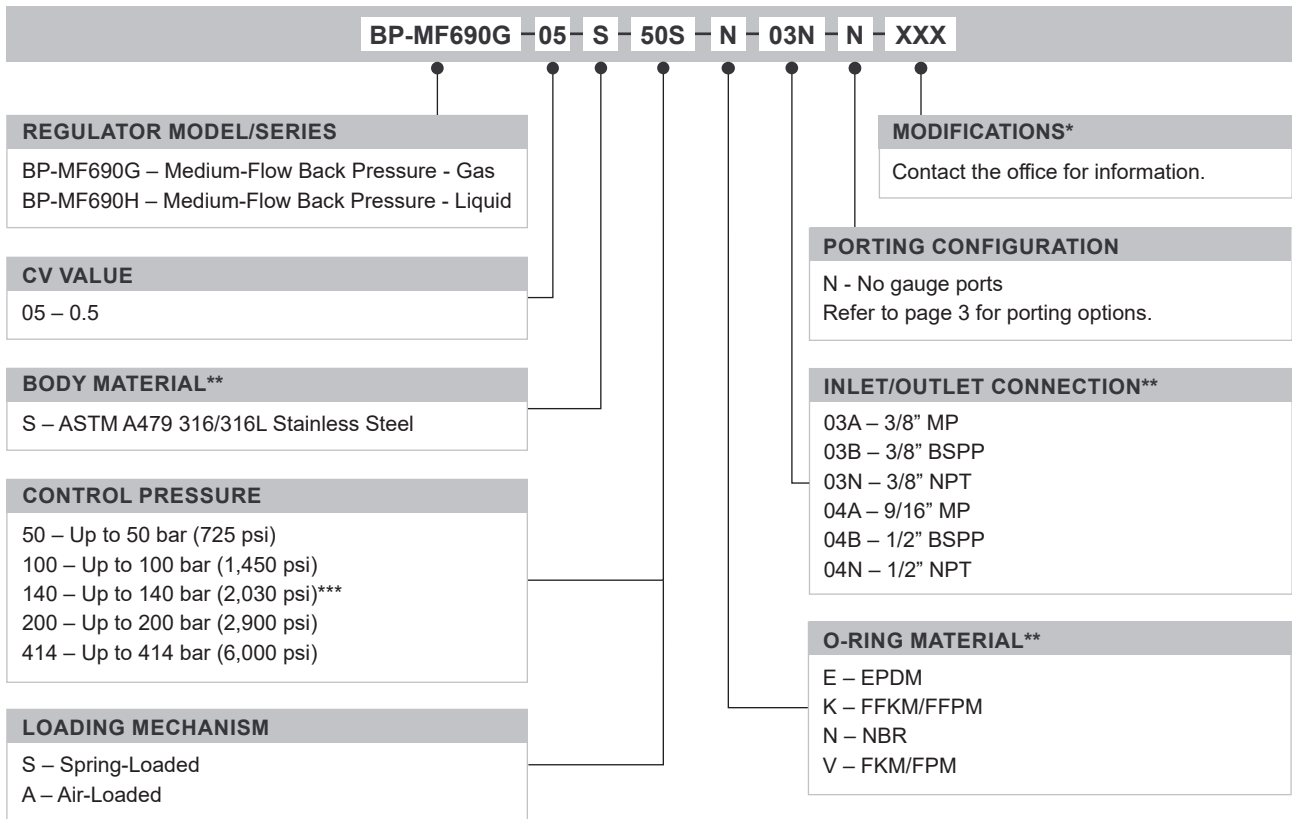 BP-MF690G - 05 - S - 50S - N - 03N - N - XXX
REGULATOR MODEL/SERIES
BP-MF690G – Medium-Flow Back Pressure - Gas
BP-MF690H – Medium-Flow Back Pressure - Liquid
CV VALUE
05 – 0.5
BODY MATERIAL**
S – ASTM A479 316/316L Stainless Steel
CONTROL PRESSURE
50 – Up to 50 bar (725 psi)
100 – Up to 100 bar (1,450 psi)
140 – Up to 140 bar (2,030 psi)***
200 – Up to 200 bar (2,900 psi)
414 – Up to 414 bar (6,000 psi)
LOADING MECHANISM
S – Spring-Loaded
A – Air-Loaded
MODIFICATIONS*
Contact the office for information.
PORTING CONFIGURATION
N - No gauge ports
Refer to page 3 for porting options.
INLET/OUTLET CONNECTION**
03A – 3/8” MP
03B – 3/8” BSPP
03N – 3/8” NPT
04A – 9/16” MP
04B – 1/2” BSPP
04N – 1/2” NPT
O-RING MATERIAL**
E – EPDM
K – FFKM/FFPM
N – NBR
V – FKM/FPM